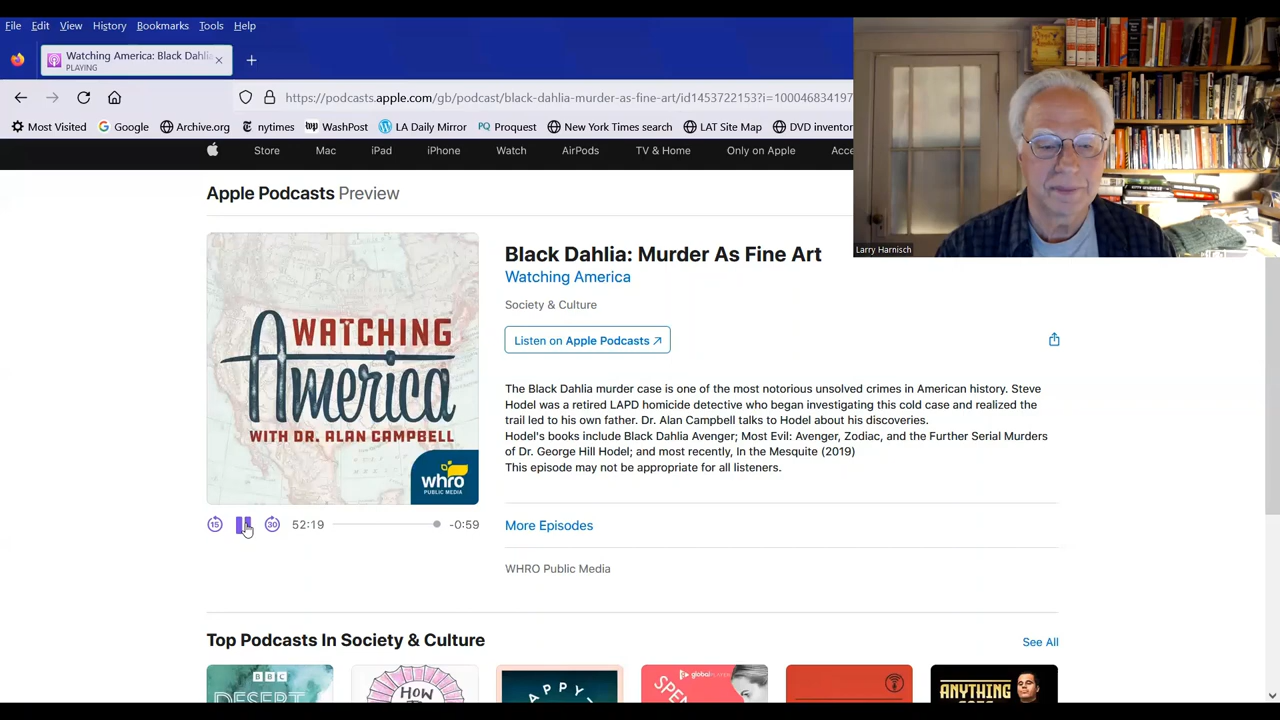 File Edit View History Bookmarks Tools Help
Watching America: Black Dahlia
PLAYING
https://podcasts.apple.com/gb/podcast/black-dahlia-murder-as-fine-art/id1453722153?i=100046834197
Most Visited Google Archive.org nytimes WashPost LA Daily Mirror Proquest New York Times search LAT Site Map DVD inventor
Store Mac iPad iPhone Watch AirPods TV & Home Only on Apple Acce
Larry Harnisch
Apple Podcasts Preview
WATCHING
America
WITH DR. ALAN CAMPBELL
whro
PUBLIC MEDIA
15 30 52:19 -0:59
Black Dahlia: Murder As Fine Art
Watching America
Society & Culture
Listen on Apple Podcasts ↗
The Black Dahlia murder case is one of the most notorious unsolved crimes in American history. Steve
Hodel was a retired LAPD homicide detective who began investigating this cold case and realized the
trail led to his own father. Dr. Alan Campbell talks to Hodel about his discoveries.
Hodel's books include Black Dahlia Avenger; Most Evil: Avenger, Zodiac, and the Further Serial Murders
of Dr. George Hill Hodel; and most recently, In the Mesquite (2019)
This episode may not be appropriate for all listeners.
More Episodes
WHRO Public Media
Top Podcasts In Society & Culture
See All
BBC
DESERT
HOW
APPY
global PLAYER
SPE
ANYTHING